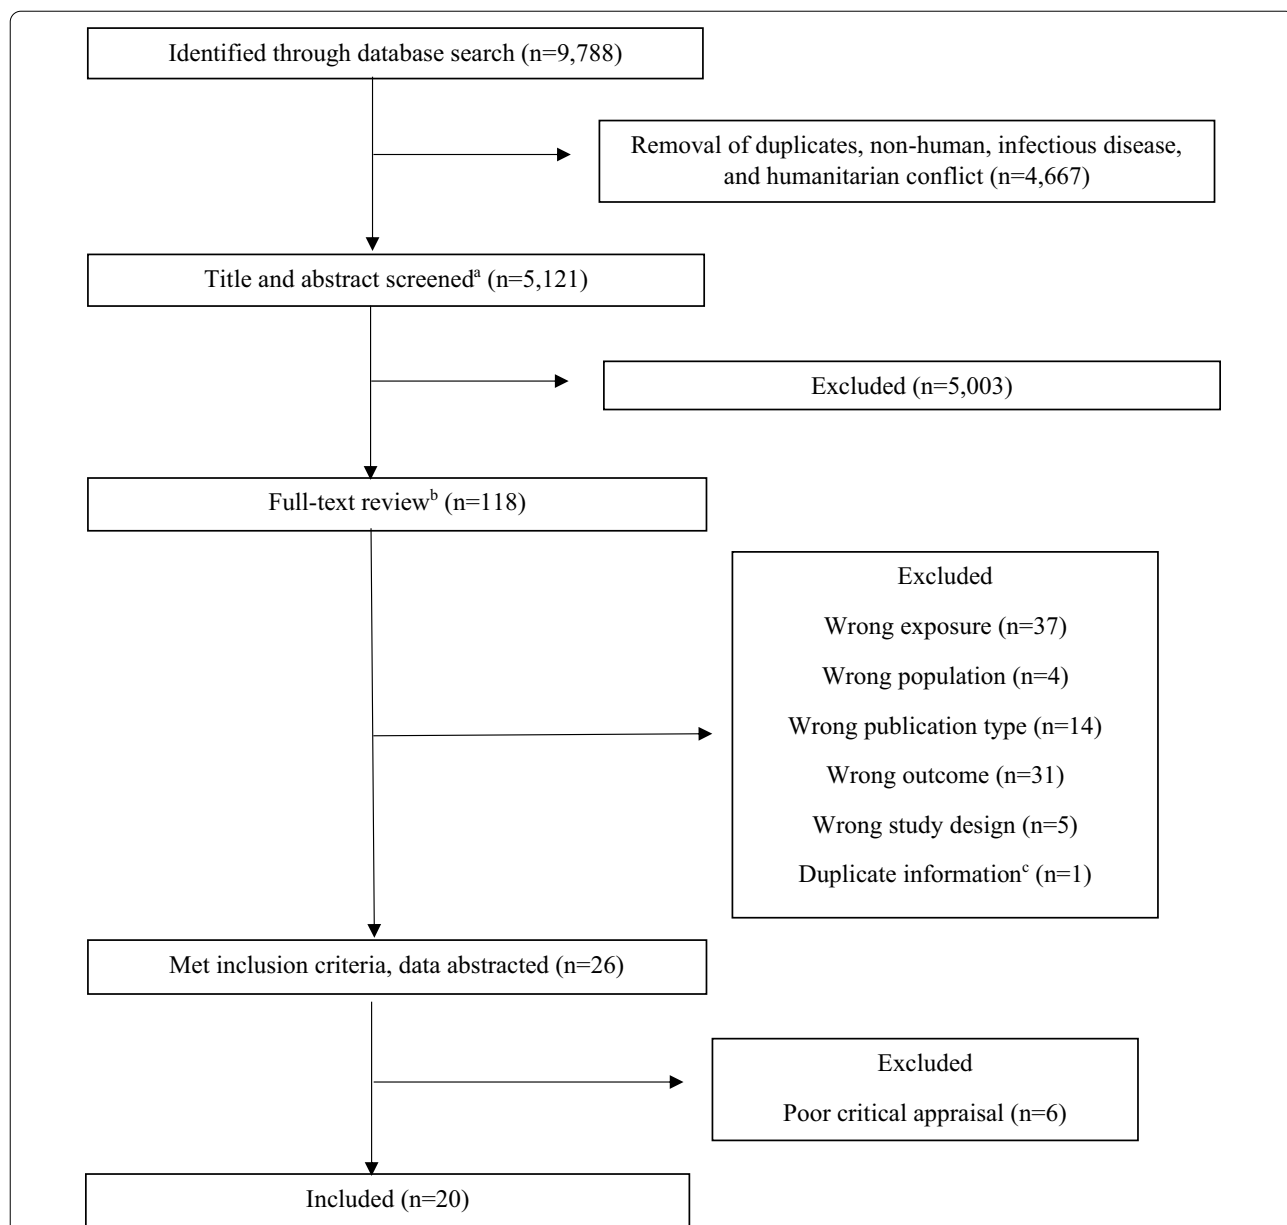 Identified through database search (n=9,788)
Removal of duplicates, non-human, infectious disease,
and humanitarian conflict (n=4,667)
Title and abstract screenedᵃ (n=5,121)
Excluded (n=5,003)
Full-text reviewᵇ (n=118)
Excluded
Wrong exposure (n=37)
Wrong population (n=4)
Wrong publication type (n=14)
Wrong outcome (n=31)
Wrong study design (n=5)
Duplicate informationᶜ (n=1)
Met inclusion criteria, data abstracted (n=26)
Excluded
Poor critical appraisal (n=6)
Included (n=20)